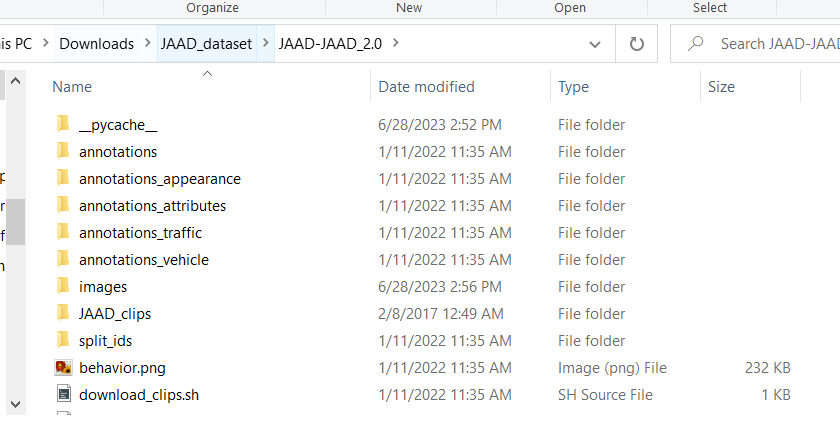 Organize New Open Select
is PC Downloads JAAD_dataset JAAD-JAAD_2.0 Search JAAD-JAAD
Name Date modified Type Size
__pycache__ 6/28/2023 2:52 PM File folder
annotations 1/11/2022 11:35 AM File folder
annotations_appearance 1/11/2022 11:35 AM File folder
annotations_attributes 1/11/2022 11:35 AM File folder
annotations_traffic 1/11/2022 11:35 AM File folder
annotations_vehicle 1/11/2022 11:35 AM File folder
images 6/28/2023 2:56 PM File folder
JAAD_clips 2/8/2017 12:49 AM File folder
split_ids 1/11/2022 11:35 AM File folder
behavior.png 1/11/2022 11:35 AM Image (png) File 232 KB
download_clips.sh 1/11/2022 11:35 AM SH Source File 1 KB